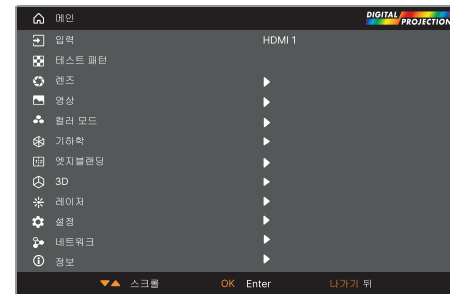 메인
DIGITAL PROJECTION
입력 HDMI 1
테스트 패턴
렌즈
영상
컬러 모드
기하학
엣지블랜딩
3D
레이저
설정
네트워크
정보
스크롤 OK Enter 나가기 뒤